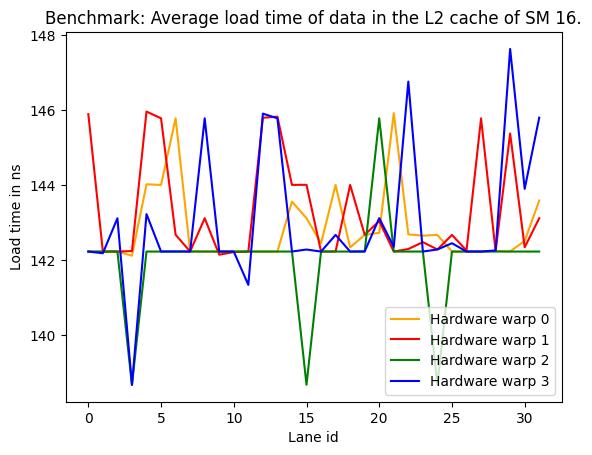 Benchmark: Average load time of data in the L2 cache of SM 16.
Load time in ns
148
146
144
142
140
Hardware warp 0
Hardware warp 1
Hardware warp 2
Hardware warp 3
0 5 10 15 20 25 30
Lane id